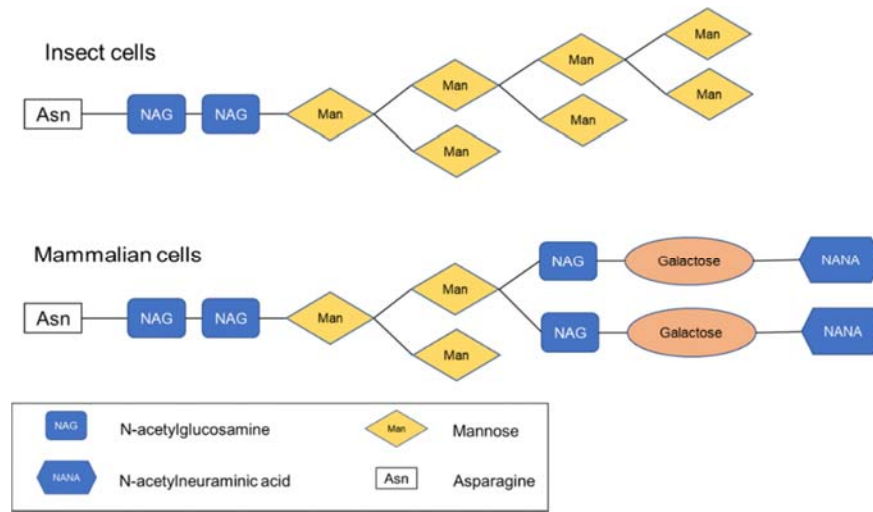 Insect cells
Man
Man
Man
Asn NAG NAG Man Man
Man
Man
Mammalian cells
NAG Galactose NANA
Man
Asn NAG NAG Man
NAG Galactose NANA
Man
NAG N-acetylglucosamine Man Mannose
NANA N-acetylneuraminic acid Asn Asparagine